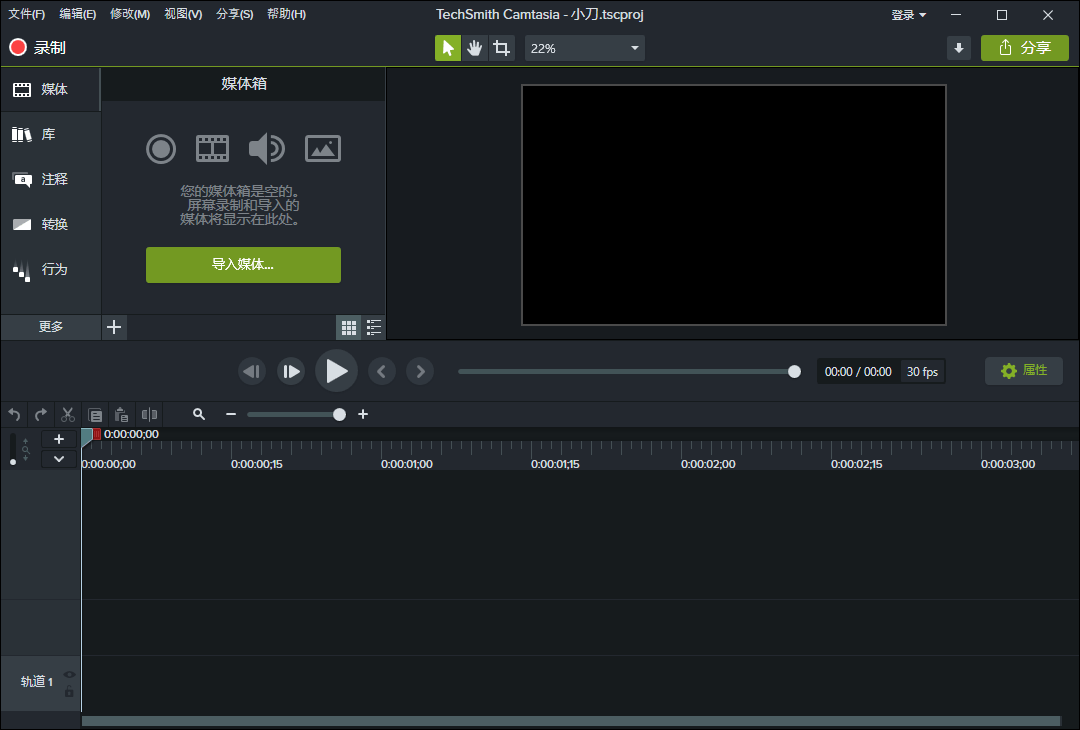 文件(F) 编辑(E) 修改(M) 视图(V) 分享(S) 帮助(H) TechSmith Camtasia - 小刀.tscproj 登录
录制 22% 分享
媒体 媒体箱
库
注释
您的媒体箱是空的。
屏幕录制和导入的
媒体将显示在此处。
转换
导入媒体...
行为
更多
00:00 / 00:00 30 fps 属性
0:00:00;00
0:00:00;00 0:00:00;15 0:00:01;00 0:00:01;15 0:00:02;00 0:00:02;15 0:00:03;00
轨道 1